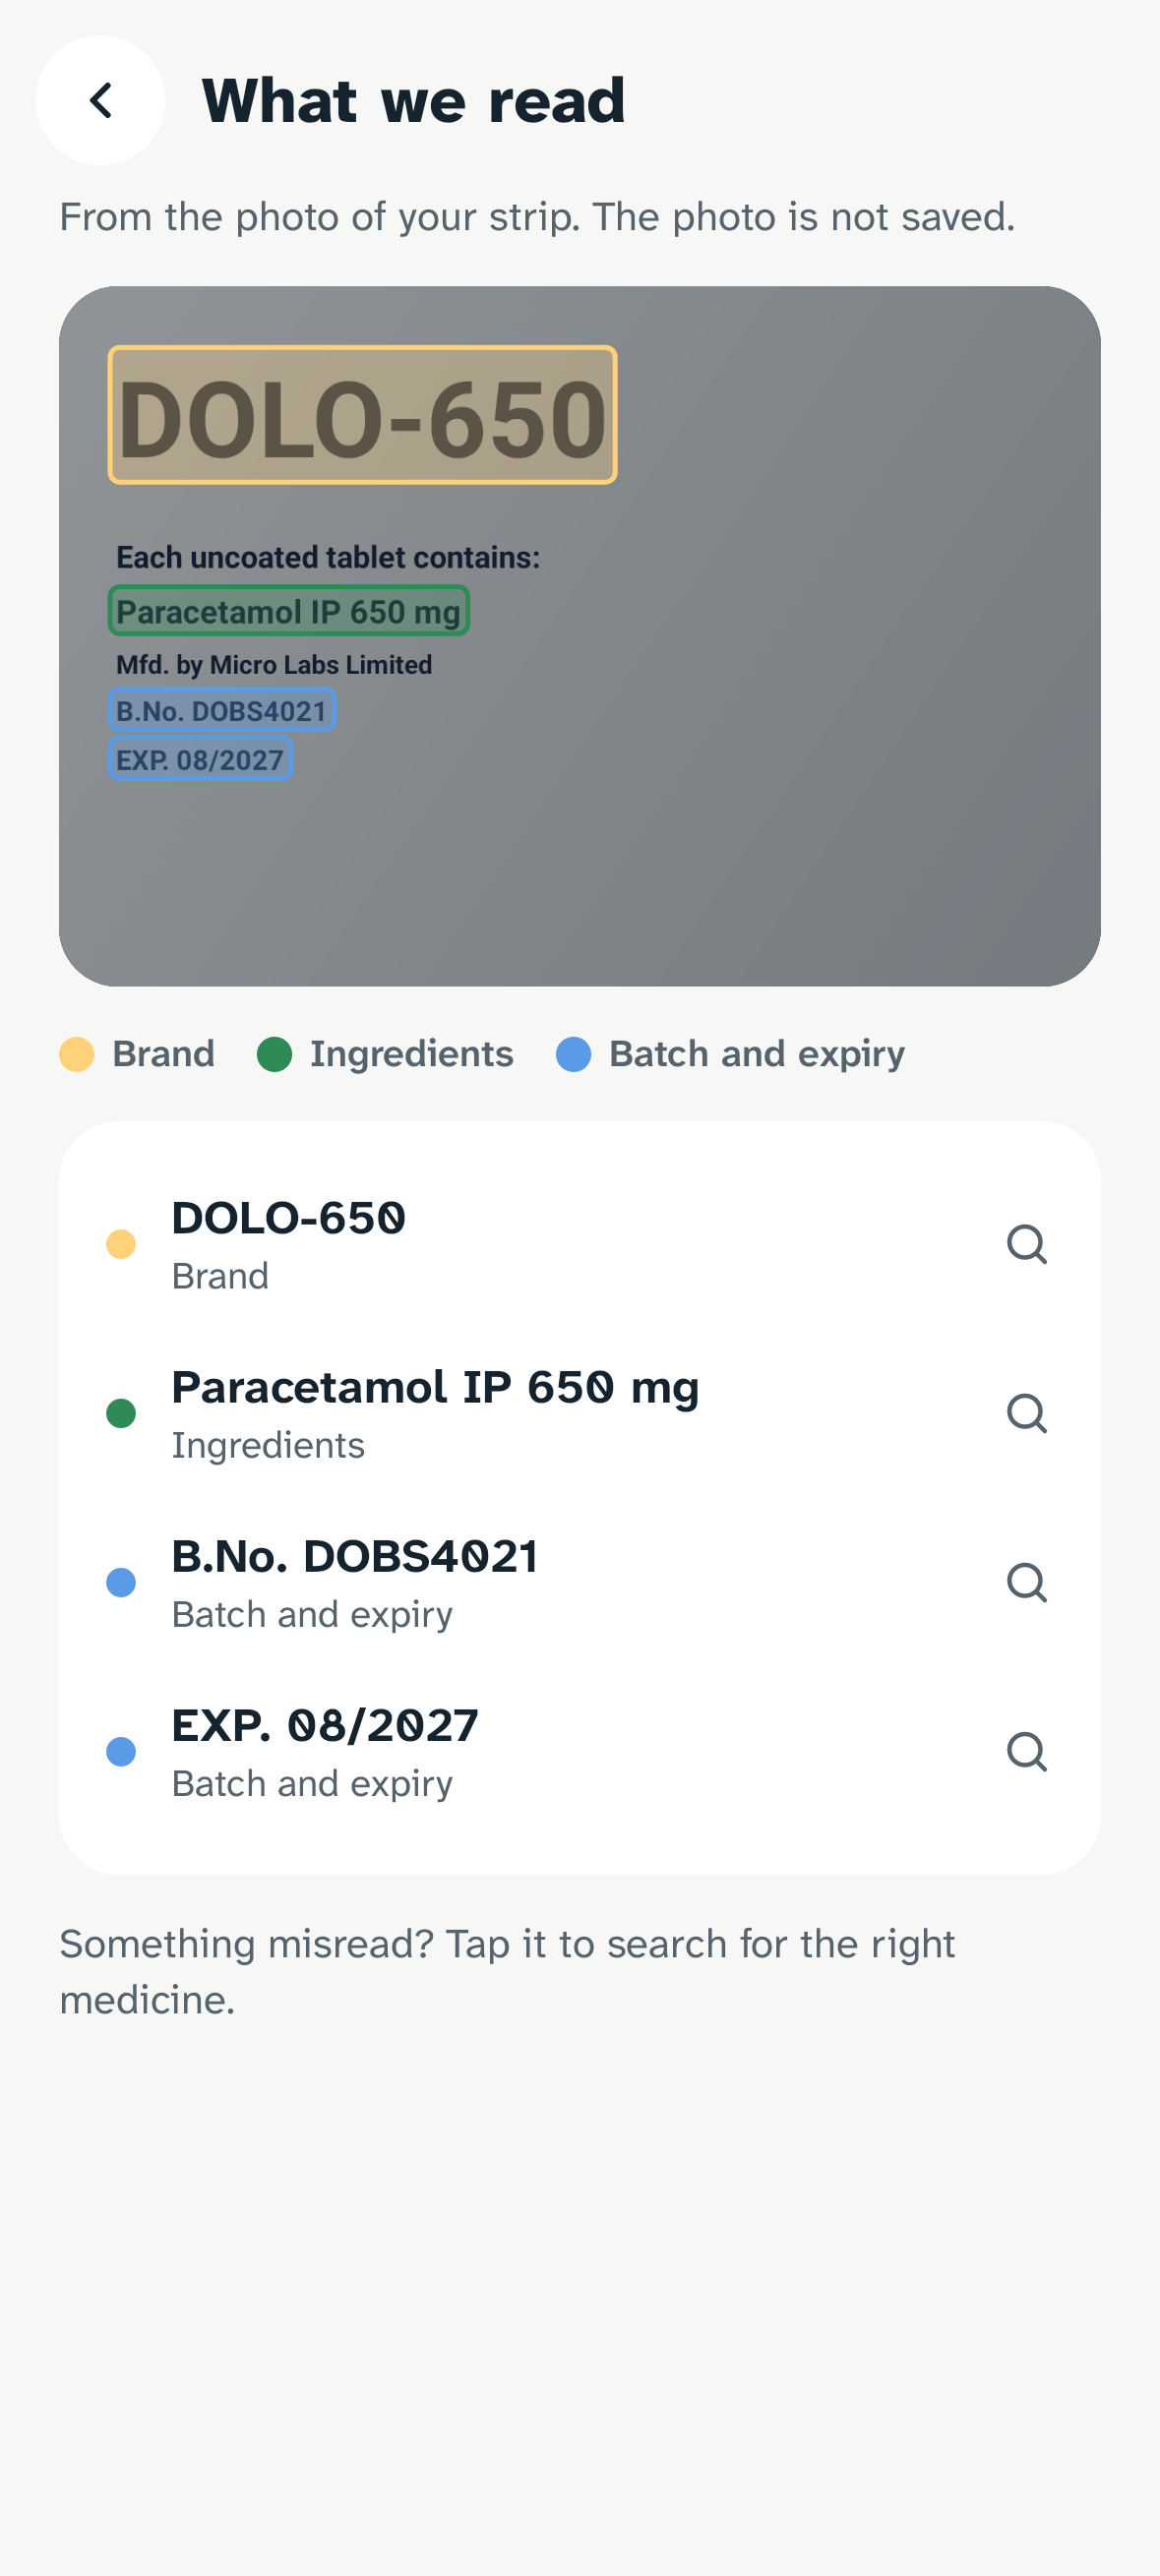 What we read
From the photo of your strip. The photo is not saved.
DOLO-650
Each uncoated tablet contains:
Paracetamol IP 650 mg
Mfd. by Micro Labs Limited
B.No. DOBS4021
EXP. 08/2027
Brand Ingredients Batch and expiry
DOLO-650
Brand
Paracetamol IP 650 mg
Ingredients
B.No. DOBS4021
Batch and expiry
EXP. 08/2027
Batch and expiry
Something misread? Tap it to search for the right
medicine.